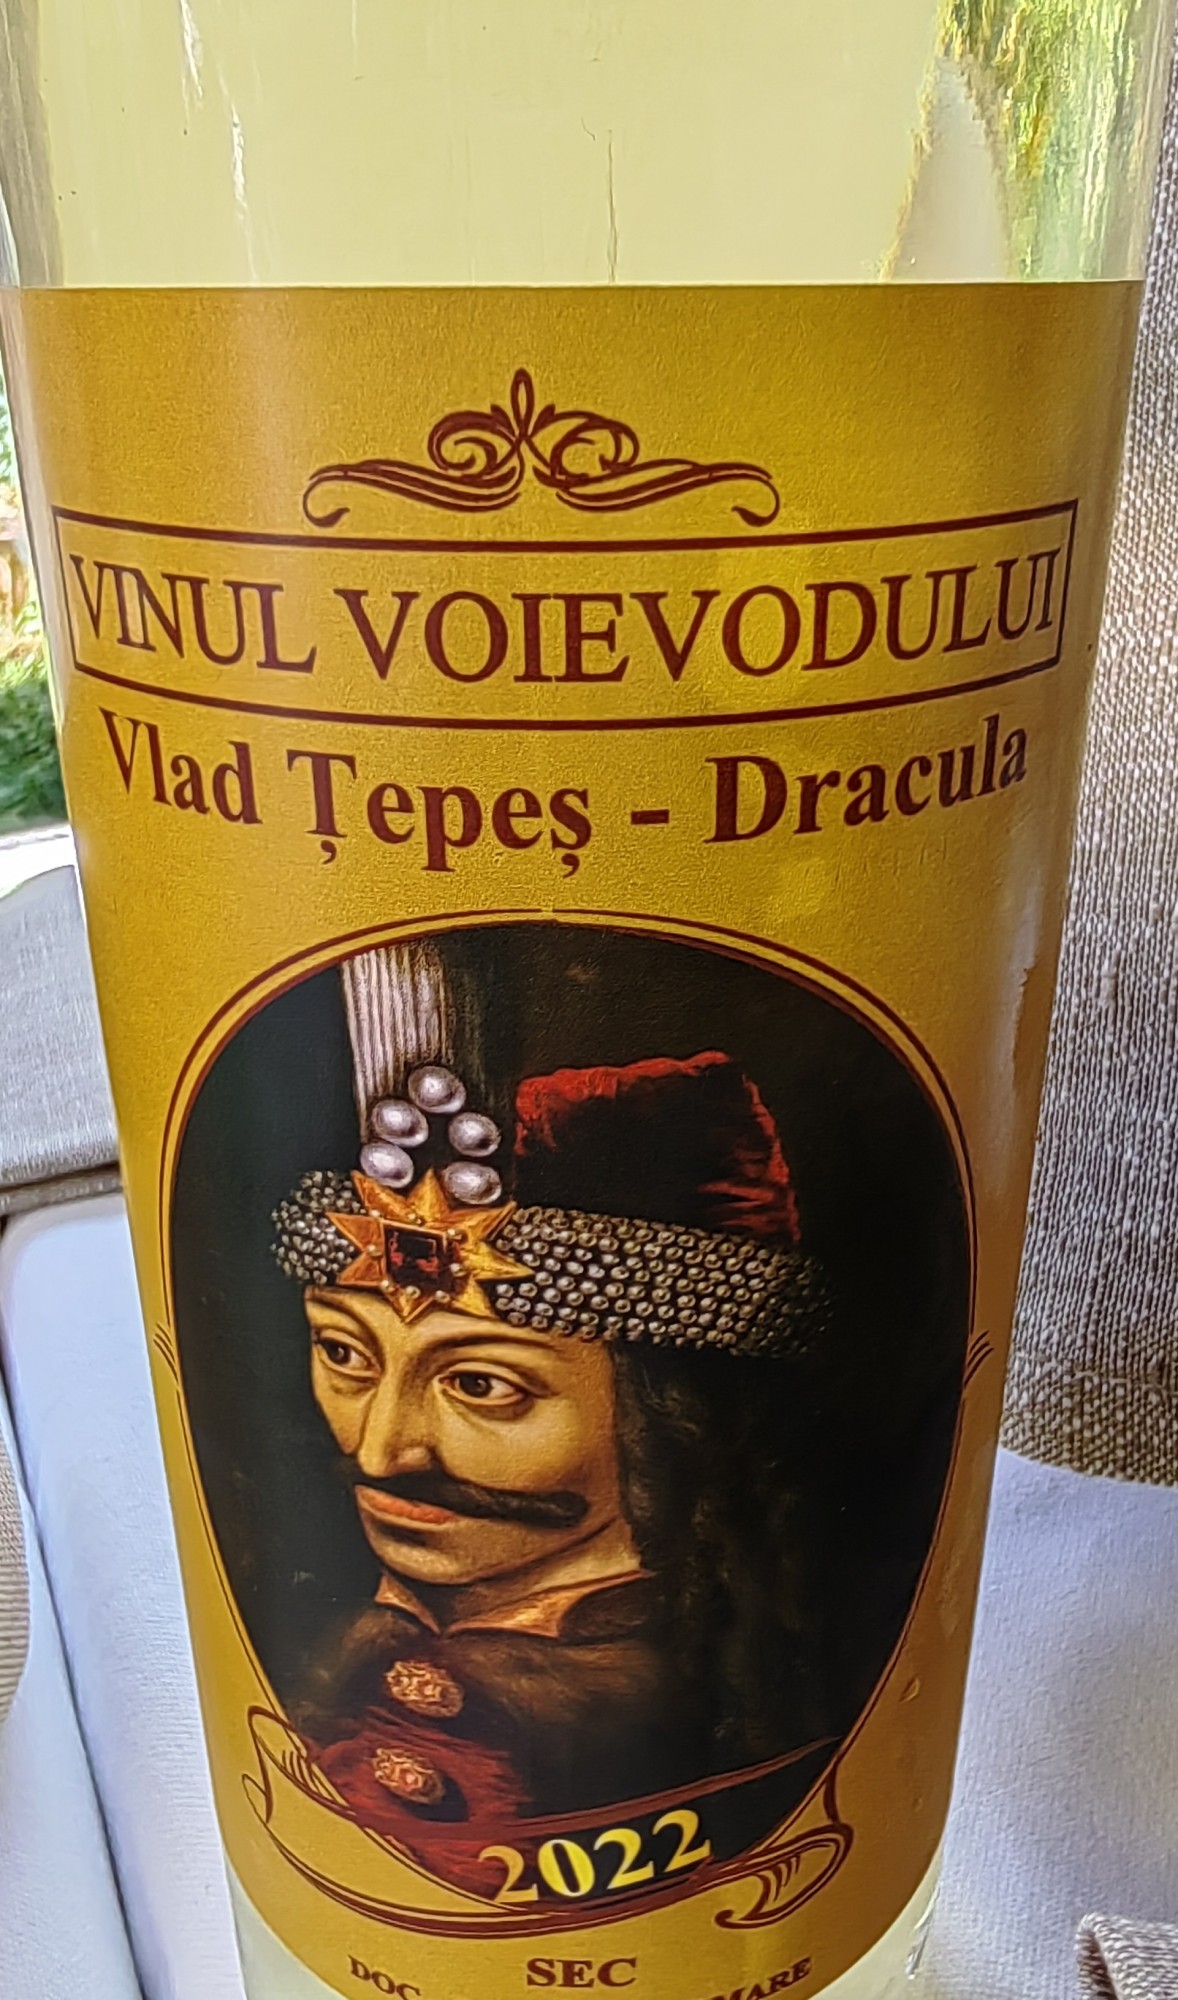 VINUL VOIEVODULUI
Vlad Țepeș - Dracula
2022
SEC
DOC